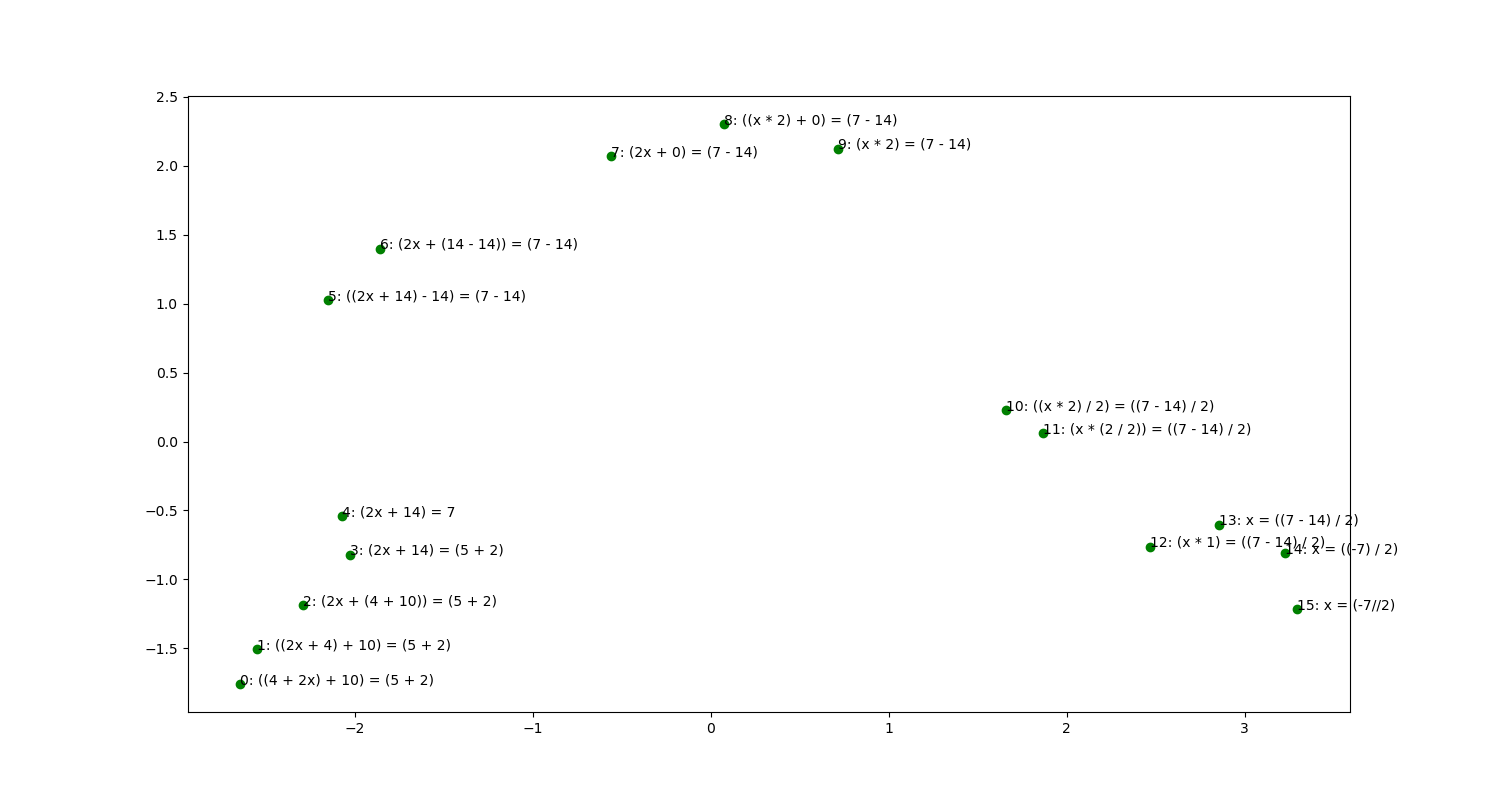 2.5
2.0
1.5
1.0
0.5
0.0
−0.5
−1.0
−1.5
8: ((x * 2) + 0) = (7 - 14)
9: (x * 2) = (7 - 14)
7: (2x + 0) = (7 - 14)
6: (2x + (14 - 14)) = (7 - 14)
5: ((2x + 14) - 14) = (7 - 14)
10: ((x * 2) / 2) = ((7 - 14) / 2)
11: (x * (2 / 2)) = ((7 - 14) / 2)
4: (2x + 14) = 7
13: x = ((7 - 14) / 2)
12: (x * 1) = ((7 - 14) / 2)
14: x = ((-7) / 2)
3: (2x + 14) = (5 + 2)
2: (2x + (4 + 10)) = (5 + 2)
15: x = (-7//2)
1: ((2x + 4) + 10) = (5 + 2)
0: ((4 + 2x) + 10) = (5 + 2)
−2 −1 0 1 2 3